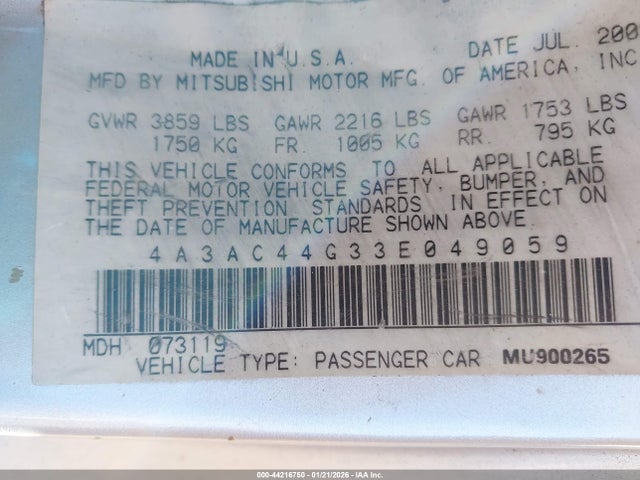 MADE IN U.S.A. DATE JUL. 200
MFD BY MITSUBISHI MOTOR MFG. OF AMERICA, INC
GVWR 3859 LBS GAWR 2216 LBS GAWR 1753 LBS
1750 KG FR. 1005 KG RR. 795 KG
THIS VEHICLE CONFORMS TO ALL APPLICABLE
FEDERAL MOTOR VEHICLE SAFETY, BUMPER, AND
THEFT PREVENTION STANDARDS IN EFFECT ON
THE DATE OF MANUFACTURE SHOWN ABOVE.
4A3AC44G33E049059
MDH 073119
VEHICLE TYPE: PASSENGER CAR MU900265
000-44216750 - 01/21/2026 - IAA Inc.